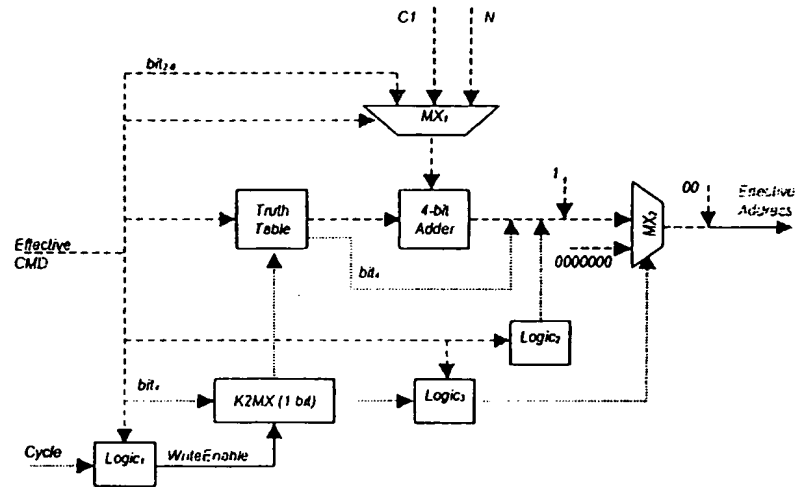 C1 N
bit₂₋₀
MX₁
1
00
Effective
Address
Truth
Table
4-bit
Adder
MX₂
Effective
CMD
0000000
bit₄
Logic₂
bit₄
K2MX (1 bit)
Logic₃
Cycle
Logic₁
WriteEnable